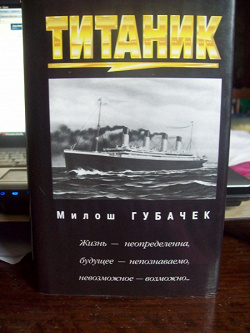 ТИТАНИК
Милош ГУБАЧЕК
Жизнь — неопределенна,
будущее — непознаваемо,
невозможное — возможно...